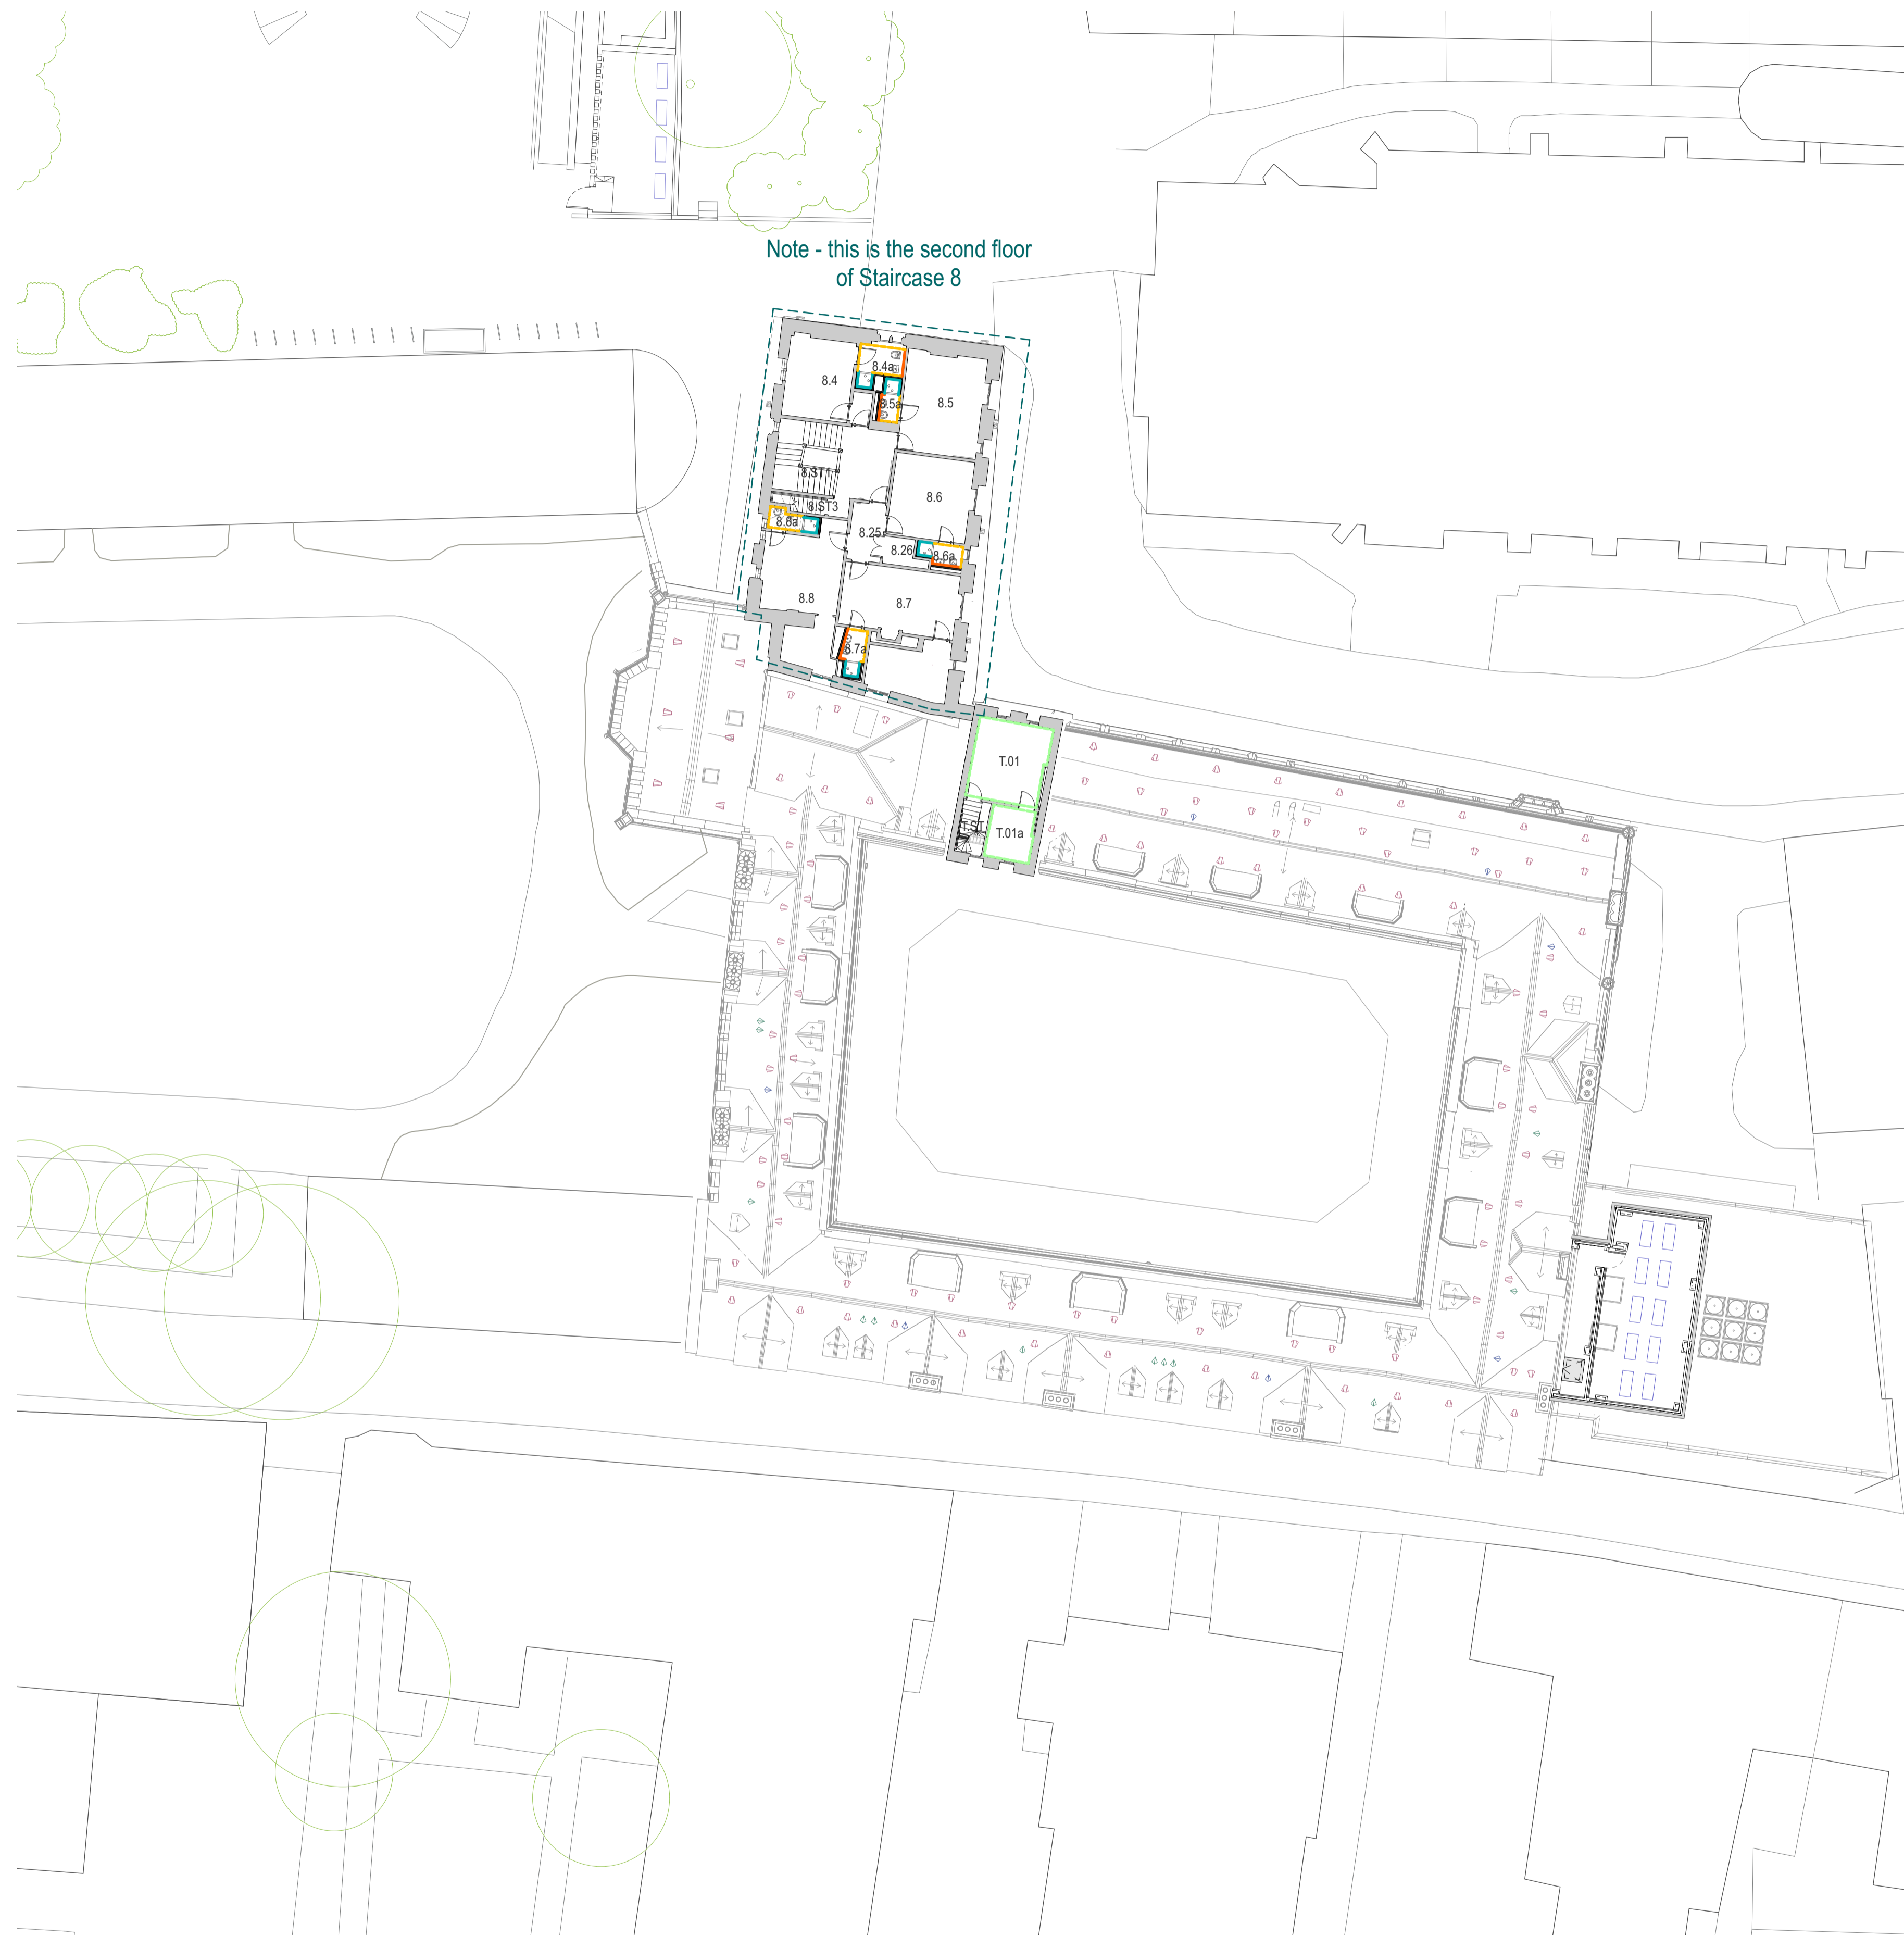 Note - this is the second floor
of Staircase 8
8.4a
8.4
8.5a
8.5
8.ST1
8.6
8.ST3
8.8a
8.25
8.26
8.6a
8.8
8.7
8.7a
T.01
T.ST
T.01a